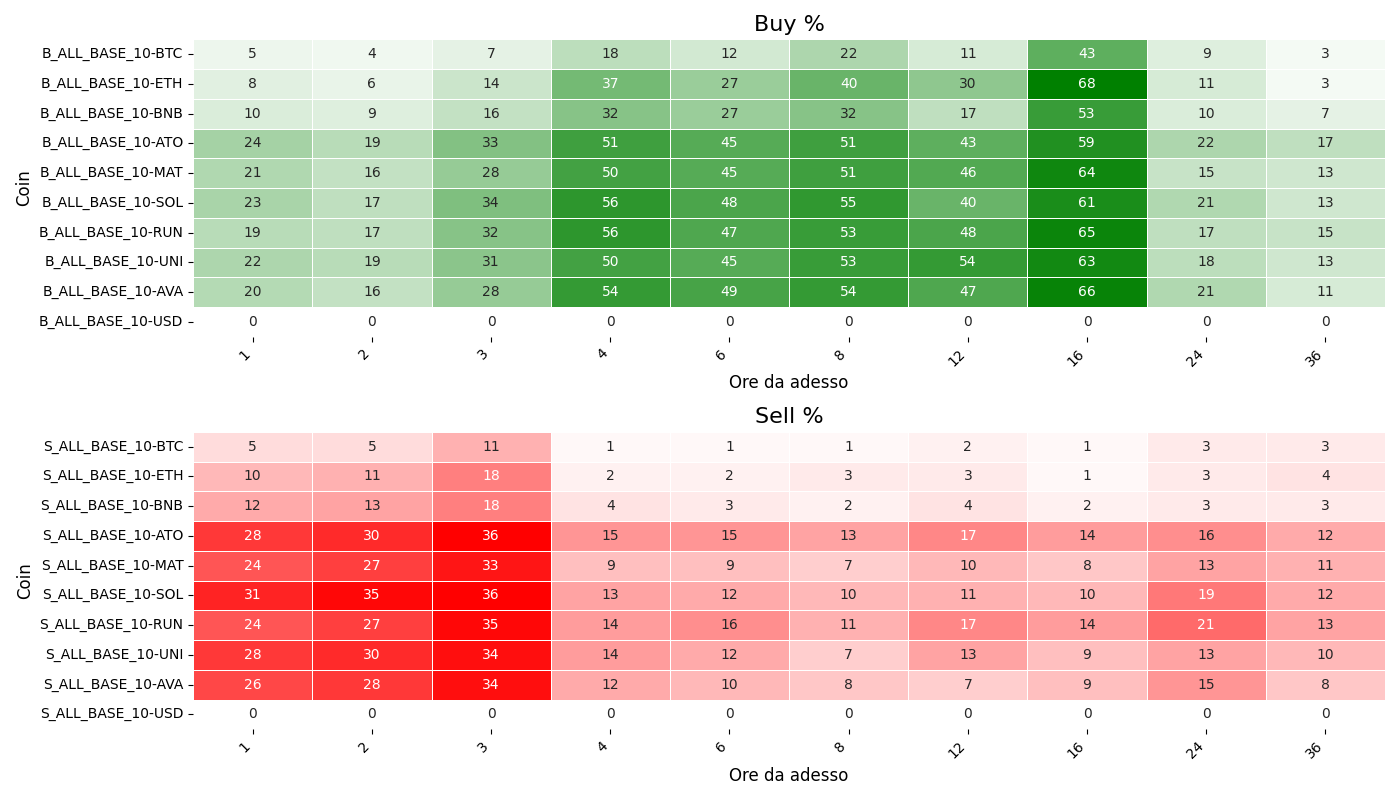 Buy %
Coin
B_ALL_BASE_10-BTC 5 4 7 18 12 22 11 43 9 3
B_ALL_BASE_10-ETH 8 6 14 37 27 40 30 68 11 3
B_ALL_BASE_10-BNB 10 9 16 32 27 32 17 53 10 7
B_ALL_BASE_10-ATO 24 19 33 51 45 51 43 59 22 17
B_ALL_BASE_10-MAT 21 16 28 50 45 51 46 64 15 13
B_ALL_BASE_10-SOL 23 17 34 56 48 55 40 61 21 13
B_ALL_BASE_10-RUN 19 17 32 56 47 53 48 65 17 15
B_ALL_BASE_10-UNI 22 19 31 50 45 53 54 63 18 13
B_ALL_BASE_10-AVA 20 16 28 54 49 54 47 66 21 11
B_ALL_BASE_10-USD 0 0 0 0 0 0 0 0 0 0
1 2 3 4 6 8 12 16 24 36
Ore da adesso
Sell %
Coin
S_ALL_BASE_10-BTC 5 5 11 1 1 1 2 1 3 3
S_ALL_BASE_10-ETH 10 11 18 2 2 3 3 1 3 4
S_ALL_BASE_10-BNB 12 13 18 4 3 2 4 2 3 3
S_ALL_BASE_10-ATO 28 30 36 15 15 13 17 14 16 12
S_ALL_BASE_10-MAT 24 27 33 9 9 7 10 8 13 11
S_ALL_BASE_10-SOL 31 35 36 13 12 10 11 10 19 12
S_ALL_BASE_10-RUN 24 27 35 14 16 11 17 14 21 13
S_ALL_BASE_10-UNI 28 30 34 14 12 7 13 9 13 10
S_ALL_BASE_10-AVA 26 28 34 12 10 8 7 9 15 8
S_ALL_BASE_10-USD 0 0 0 0 0 0 0 0 0 0
1 2 3 4 6 8 12 16 24 36
Ore da adesso